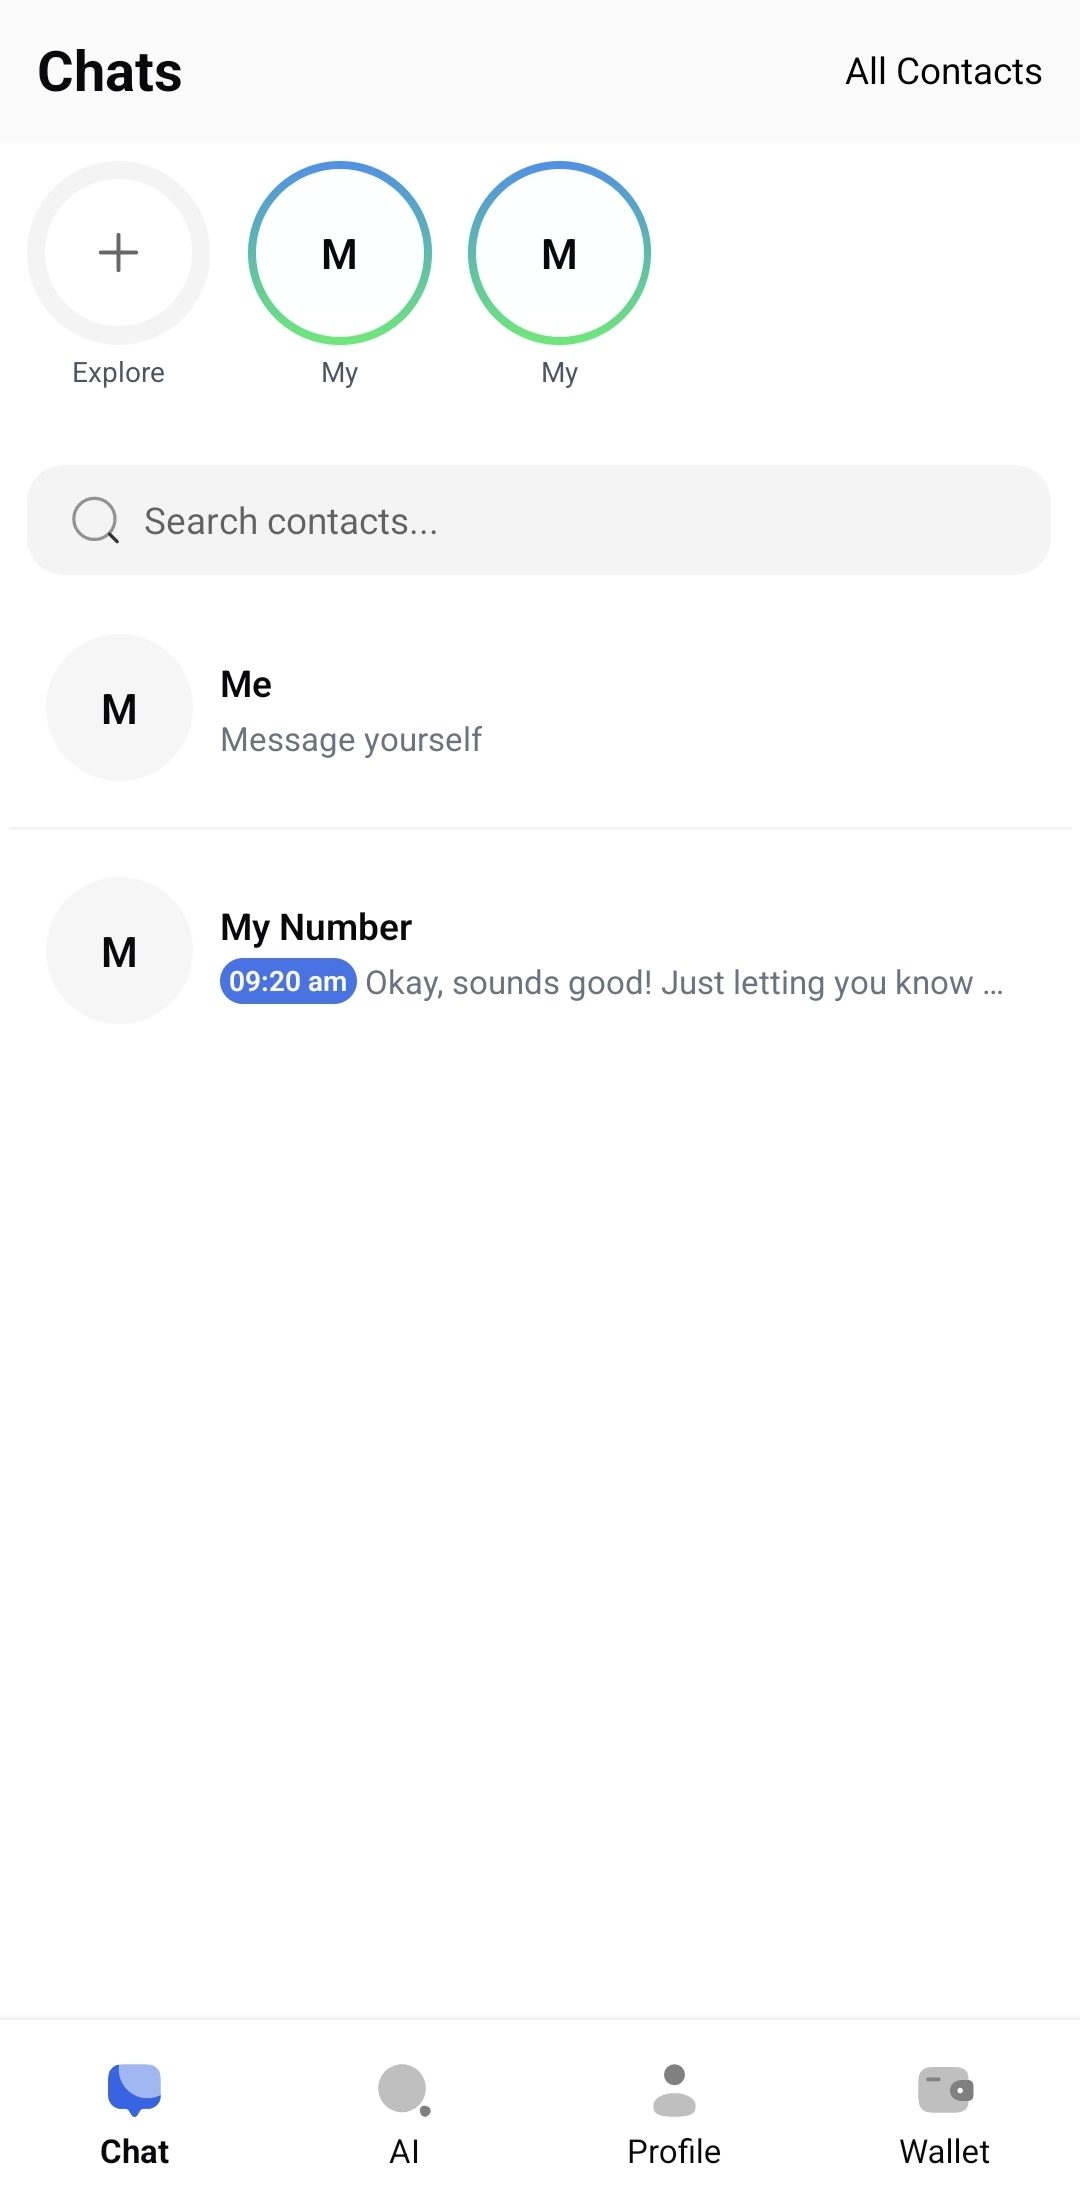 Chats
All Contacts
M
M
Explore
My
My
Search contacts...
M
Me
Message yourself
M
My Number
09:20 am Okay, sounds good! Just letting you know ...
Chat
AI
Profile
Wallet